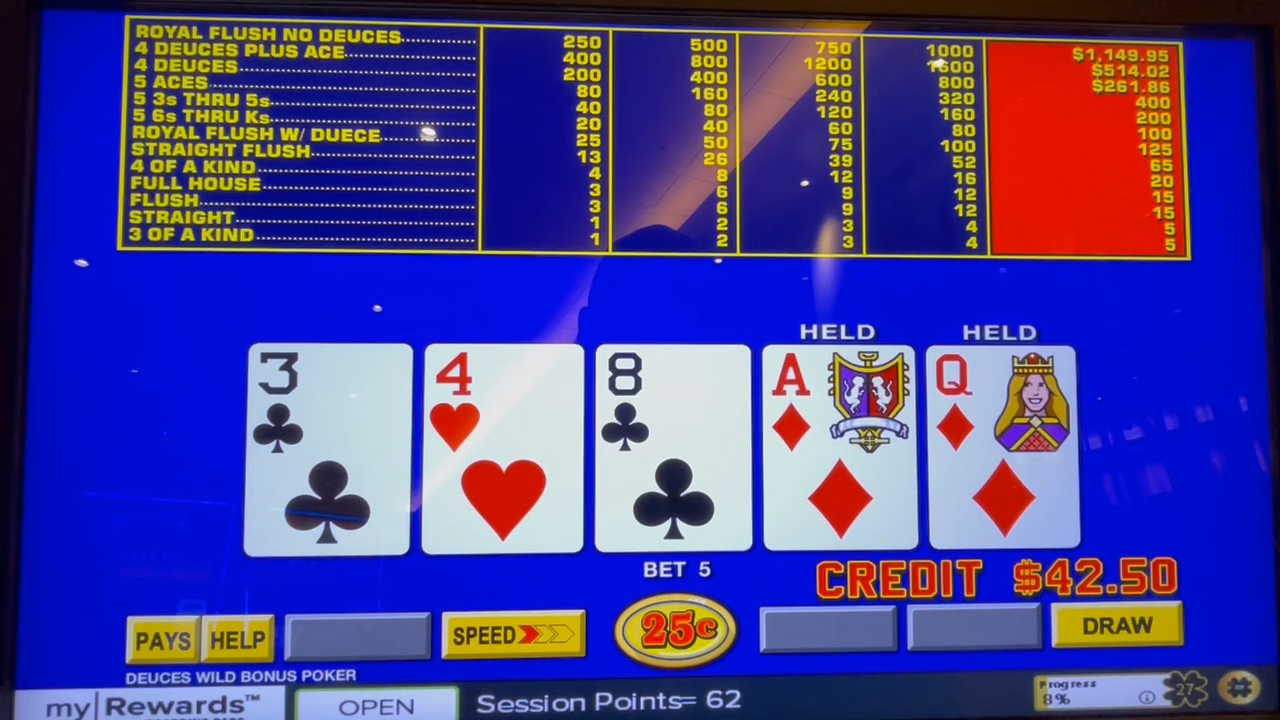 ROYAL FLUSH NO DEUCES 250 500 750 1000 $1,149.95
4 DEUCES PLUS ACE 400 800 1200 1600 $514.02
4 DEUCES 200 400 600 800 $261.86
5 ACES 80 160 240 320 400
5 3s THRU 5s 40 80 120 160 200
5 6s THRU Ks 20 40 60 80 100
ROYAL FLUSH W/ DUECE 25 50 75 100 125
STRAIGHT FLUSH 13 26 39 52 65
4 OF A KIND 4 8 12 16 20
FULL HOUSE 3 6 9 12 15
FLUSH 3 6 9 12 15
STRAIGHT 1 2 3 4 5
3 OF A KIND 1 2 3 4 5
HELD HELD
3 4 8 A Q
BET 5
CREDIT $42.50
PAYS HELP SPEED 25¢ DRAW
DEUCES WILD BONUS POKER
my|Rewards™ OPEN Session Points= 62 Progress 8% 27